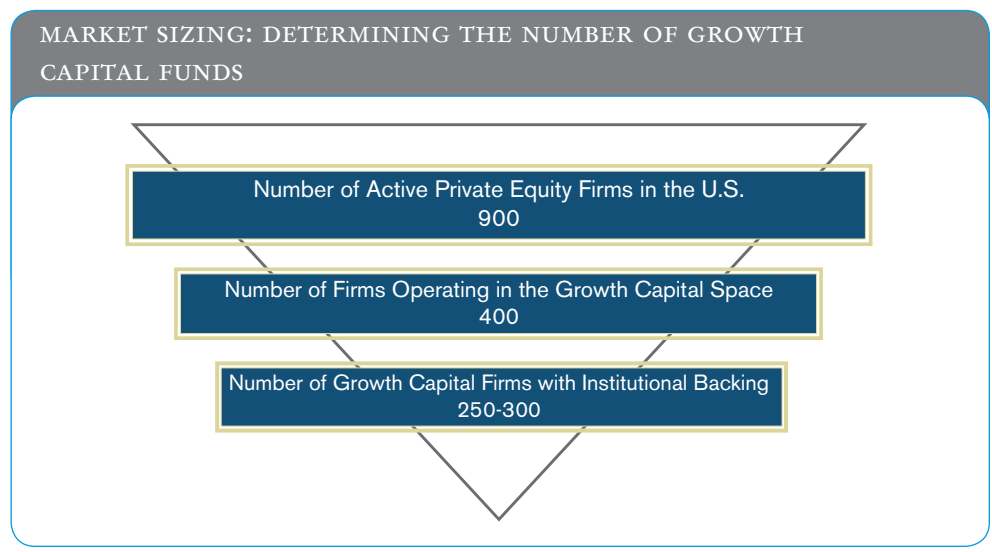 MARKET SIZING: DETERMINING THE NUMBER OF GROWTH
CAPITAL FUNDS
Number of Active Private Equity Firms in the U.S.
900
Number of Firms Operating in the Growth Capital Space
400
Number of Growth Capital Firms with Institutional Backing
250-300